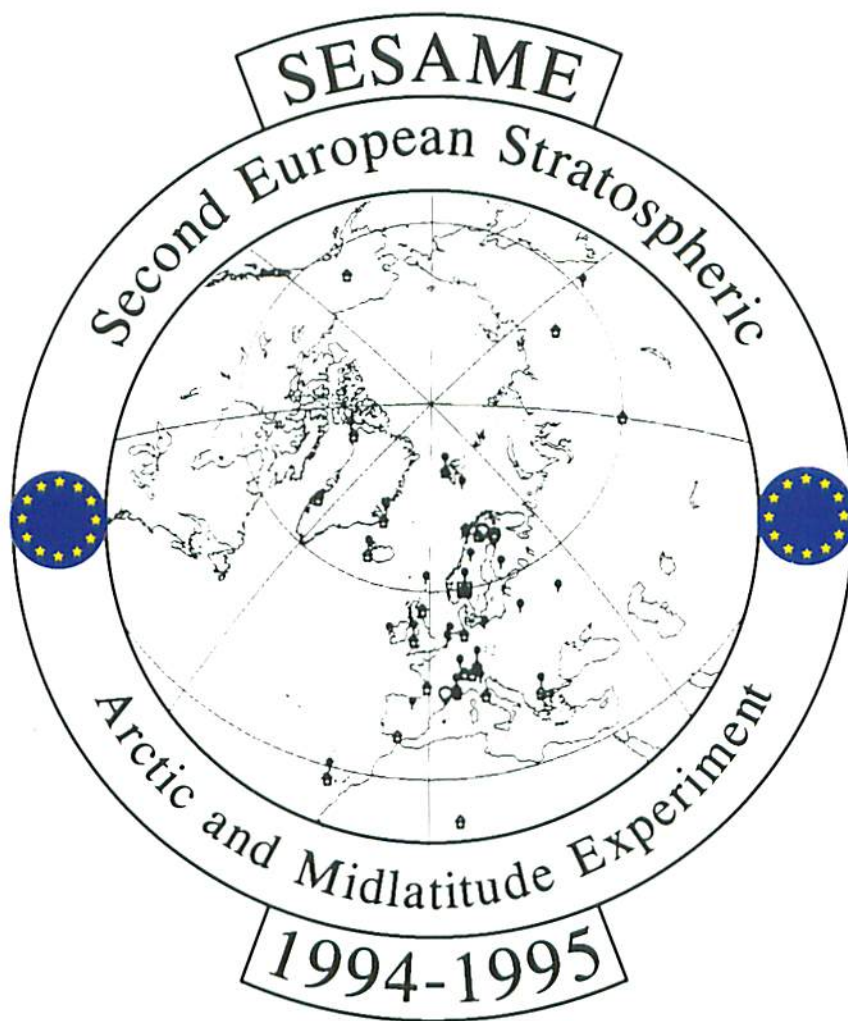 SESAME
Second European Stratospheric
Arctic and Midlatitude Experiment
1994-1995